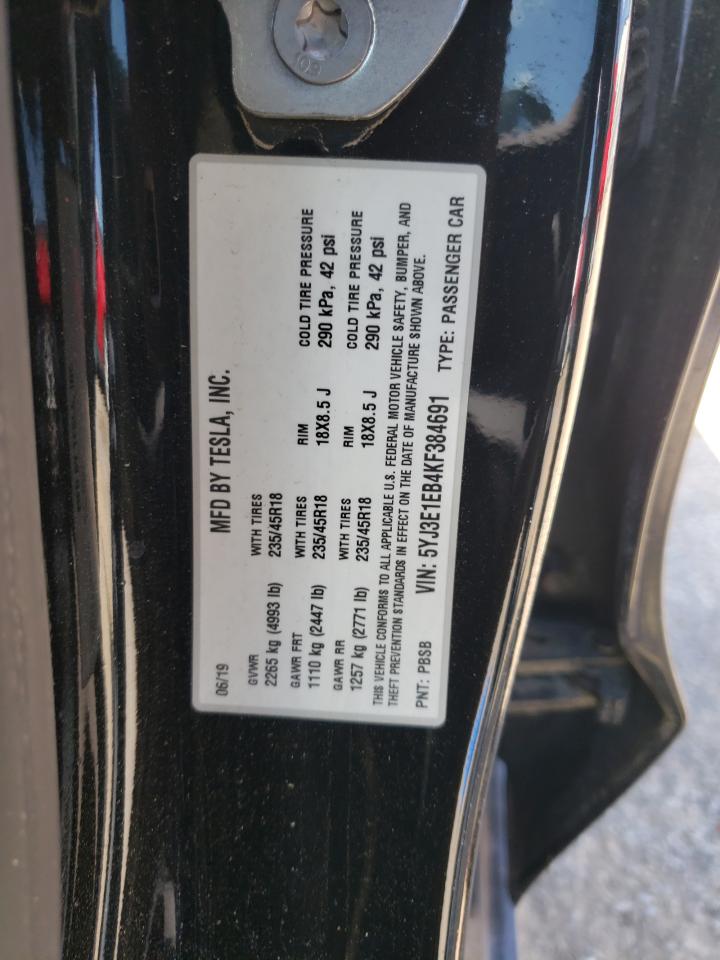 06/19 MFD BY TESLA, INC.
GVWR WITH TIRES
2265 kg (4993 lb) 235/45R18
GAWR FRT WITH TIRES RIM COLD TIRE PRESSURE
1110 kg (2447 lb) 235/45R18 18X8.5 J 290 kPa, 42 psi
GAWR RR WITH TIRES RIM COLD TIRE PRESSURE
1257 kg (2771 lb) 235/45R18 18X8.5 J 290 kPa, 42 psi
THIS VEHICLE CONFORMS TO ALL APPLICABLE U.S. FEDERAL MOTOR VEHICLE SAFETY, BUMPER, AND
THEFT PREVENTION STANDARDS IN EFFECT ON THE DATE OF MANUFACTURE SHOWN ABOVE.
PNT: PBSB VIN: 5YJ3E1EB4KF384691 TYPE: PASSENGER CAR